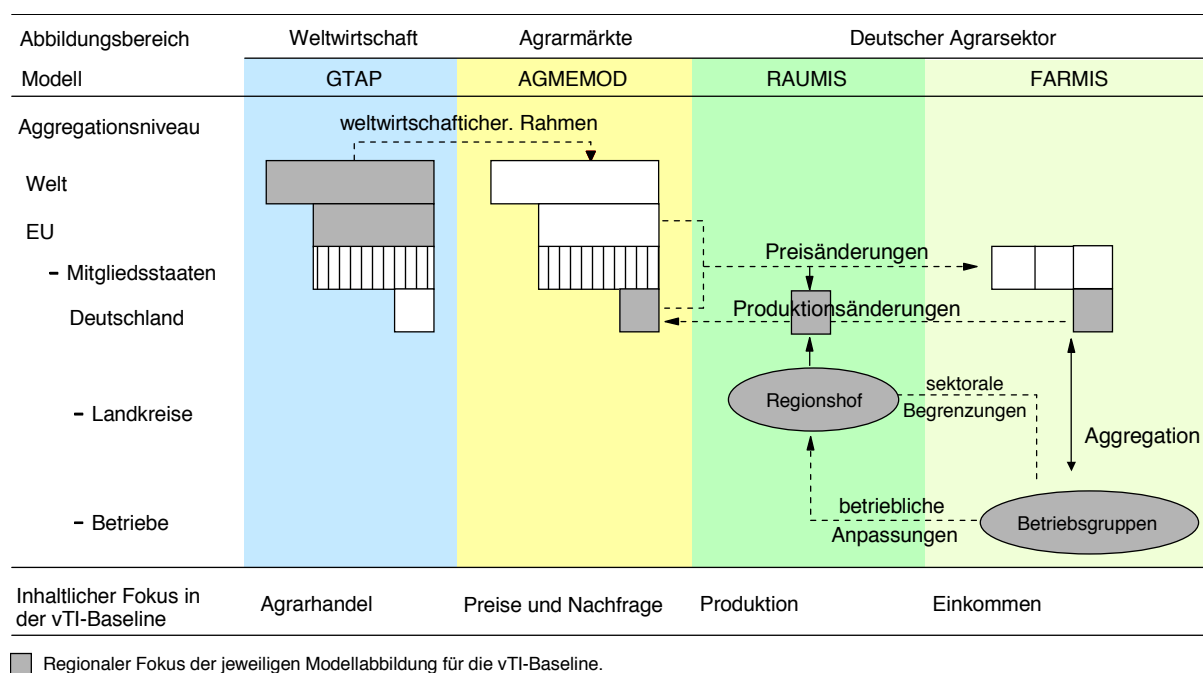 Abbildungsbereich Weltwirtschaft Agrarmärkte Deutscher Agrarsektor
Modell GTAP AGMEMOD RAUMIS FARMIS
Aggregationsniveau
weltwirtschafticher. Rahmen
Welt
EU
– Mitgliedsstaaten
Preisänderungen
Deutschland
Produktionsänderungen
– Landkreise
Regionshof
sektorale
Begrenzungen
Aggregation
– Betriebe
betriebliche
Anpassungen
Betriebsgruppen
Inhaltlicher Fokus in
der vTI-Baseline
Agrarhandel Preise und Nachfrage Produktion Einkommen
Regionaler Fokus der jeweiligen Modellabbildung für die vTI-Baseline.